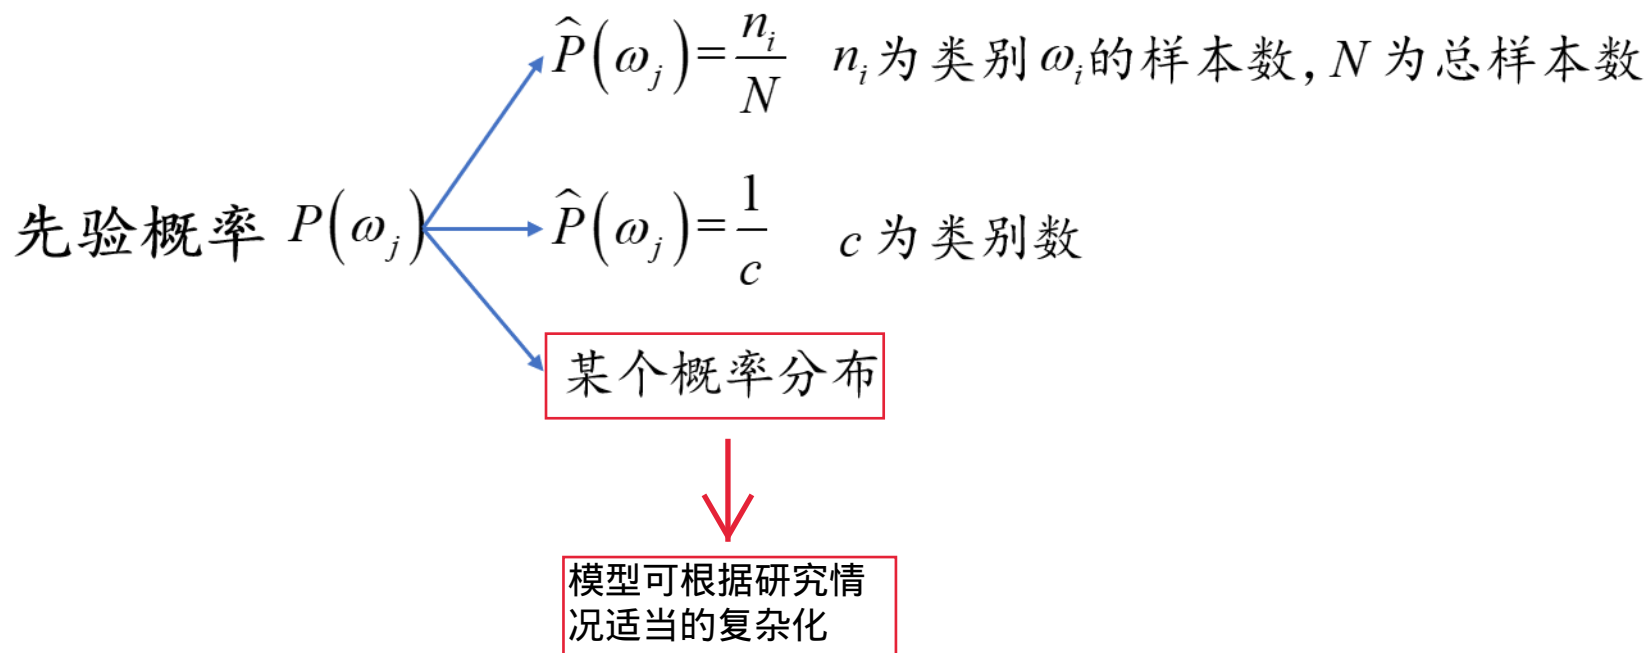 P̂(ω_j)=n_i/N n_i为类别ω_i的样本数,N为总样本数
先验概率 P(ω_j)
P̂(ω_j)=1/c c为类别数
某个概率分布
模型可根据研究情
况适当的复杂化